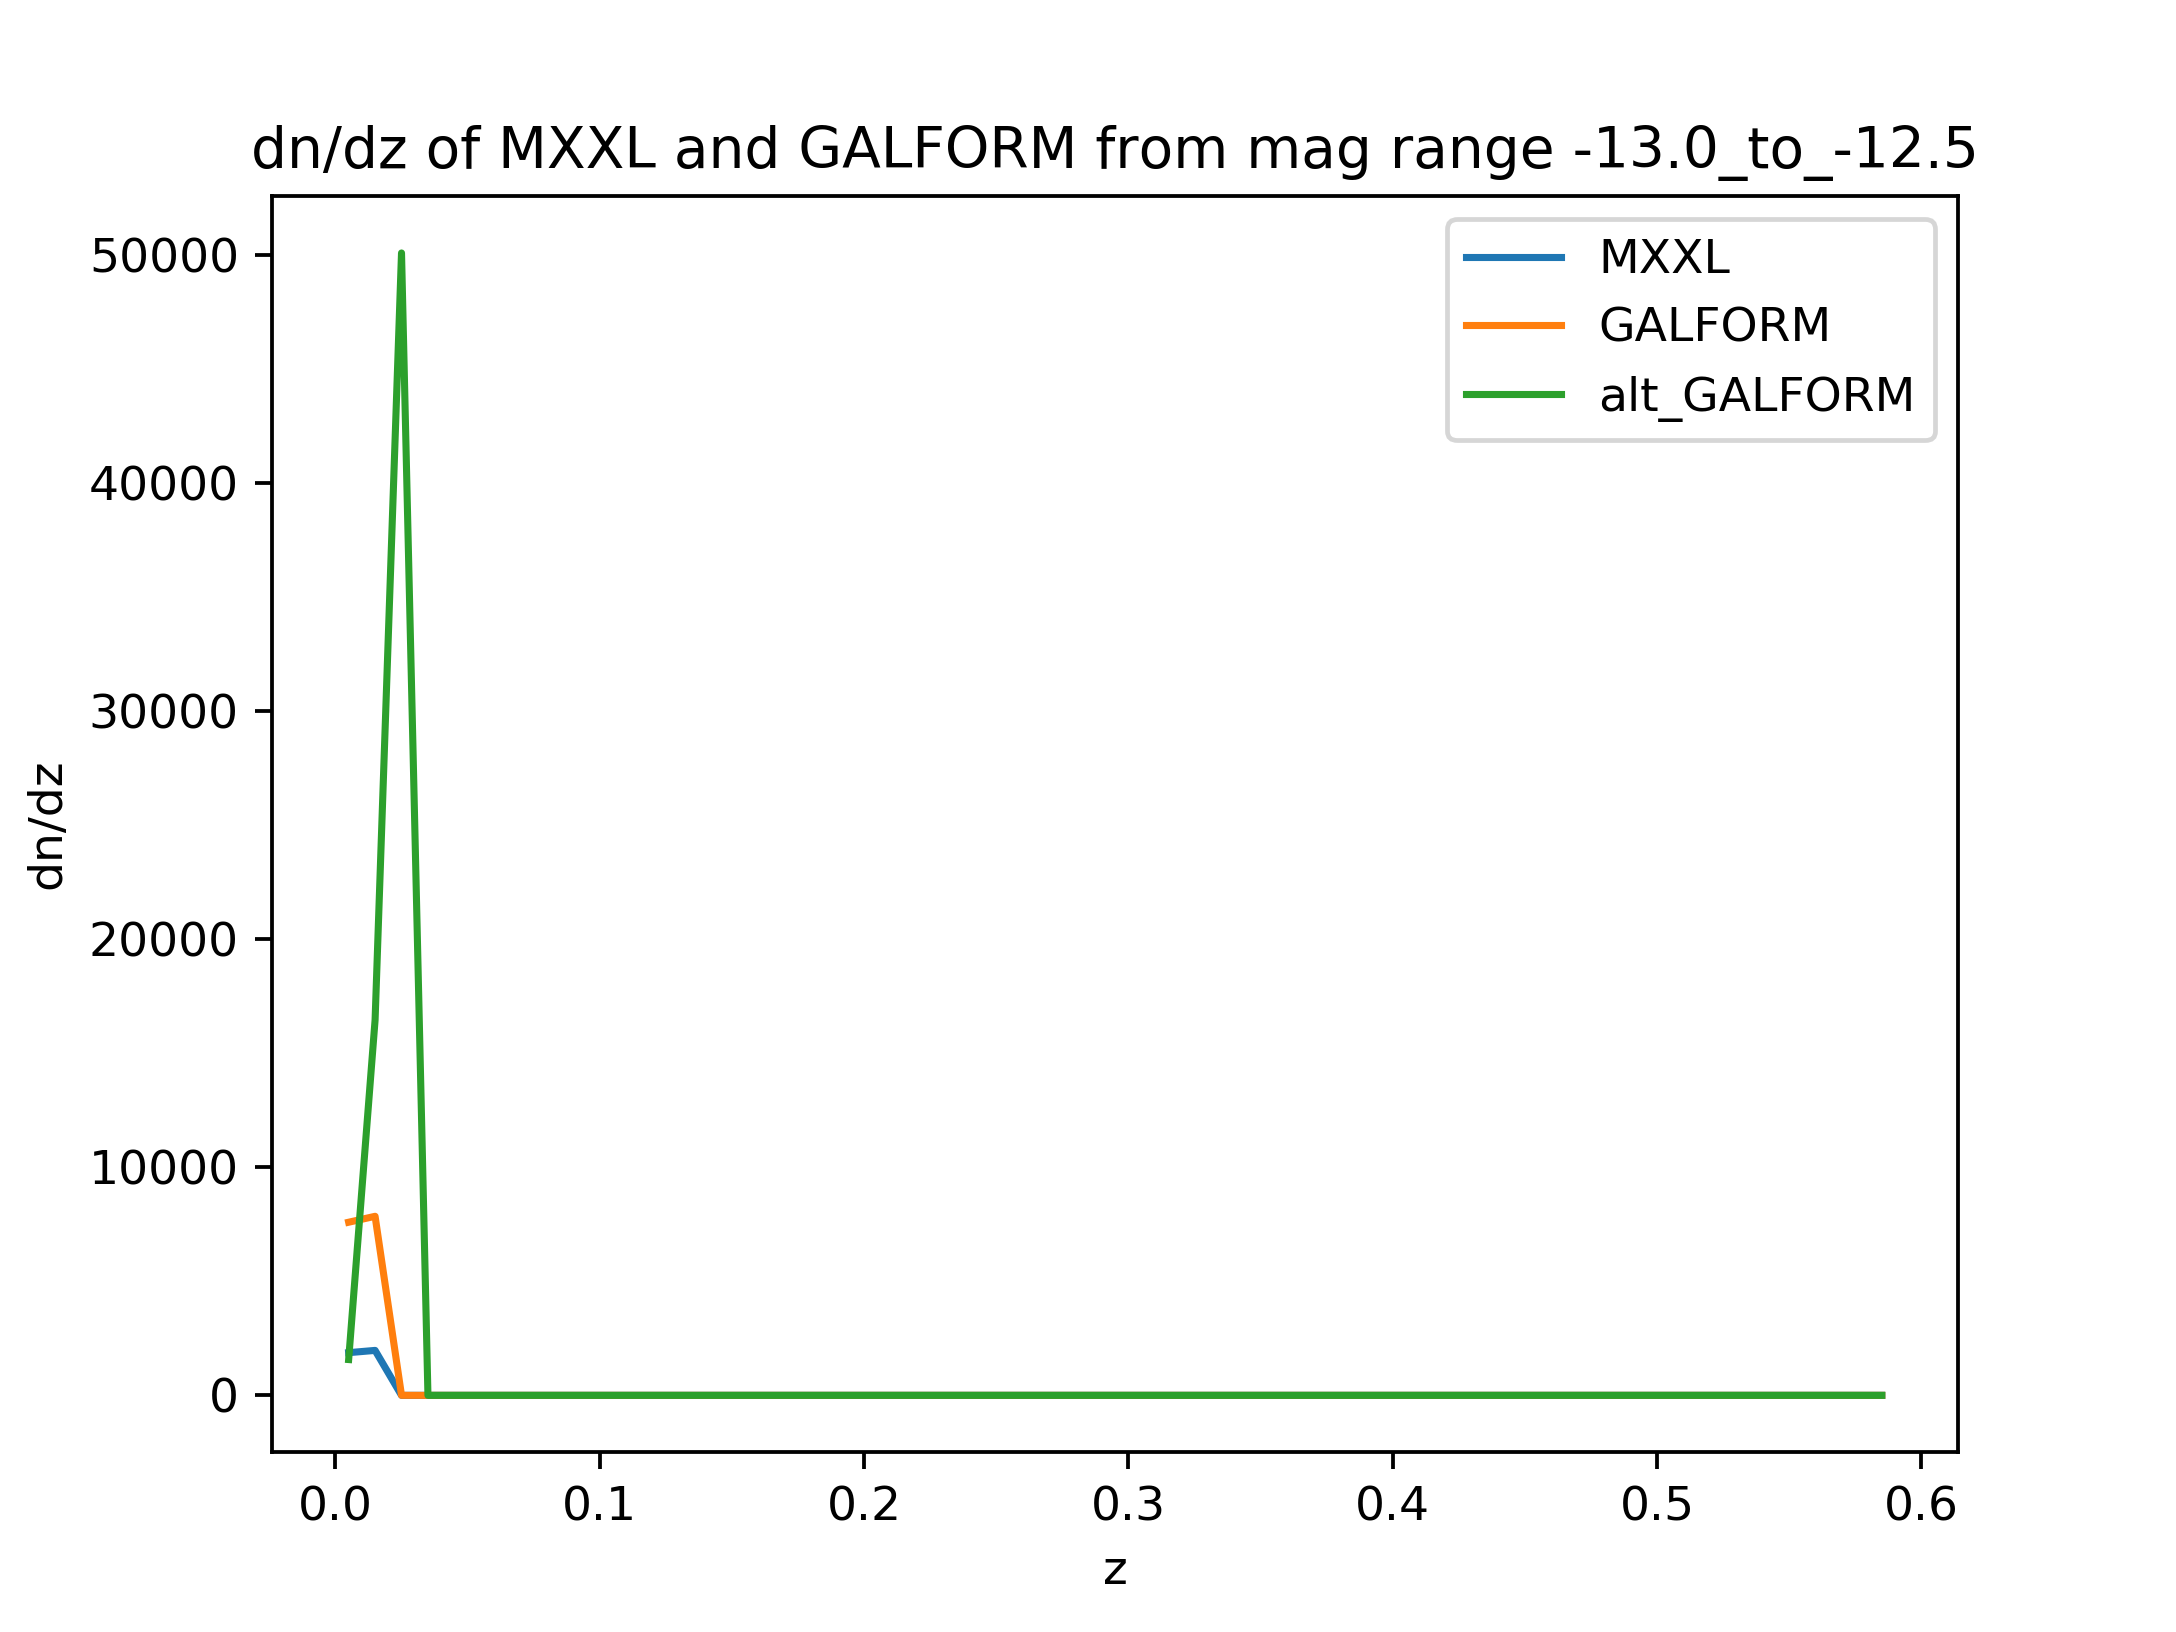 dn/dz of MXXL and GALFORM from mag range -13.0_to_-12.5
MXXL
GALFORM
alt_GALFORM
50000
40000
30000
20000
10000
0
dn/dz
0.0 0.1 0.2 0.3 0.4 0.5 0.6
z